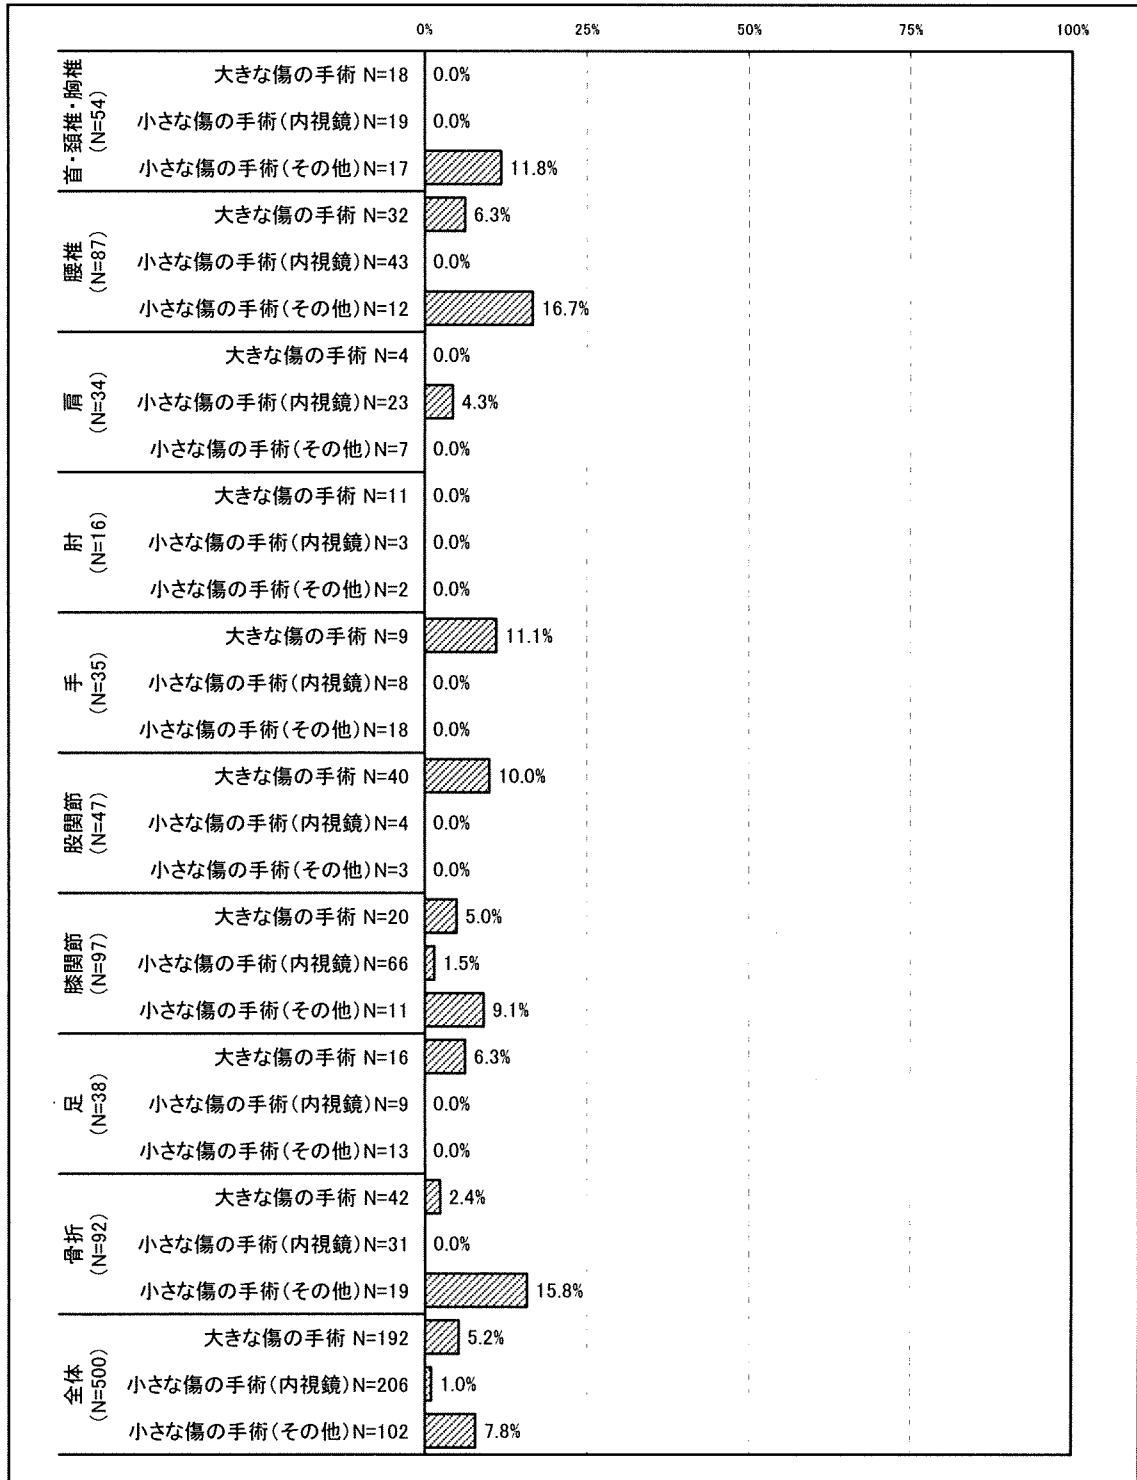 0% 25% 50% 75% 100%
首・頚椎・胸椎
(N=54)
大きな傷の手術 N=18 0.0%
小さな傷の手術(内視鏡)N=19 0.0%
小さな傷の手術(その他)N=17 11.8%
腰椎
(N=87)
大きな傷の手術 N=32 6.3%
小さな傷の手術(内視鏡)N=43 0.0%
小さな傷の手術(その他)N=12 16.7%
肩
(N=34)
大きな傷の手術 N=4 0.0%
小さな傷の手術(内視鏡)N=23 4.3%
小さな傷の手術(その他)N=7 0.0%
肘
(N=16)
大きな傷の手術 N=11 0.0%
小さな傷の手術(内視鏡)N=3 0.0%
小さな傷の手術(その他)N=2 0.0%
手
(N=35)
大きな傷の手術 N=9 11.1%
小さな傷の手術(内視鏡)N=8 0.0%
小さな傷の手術(その他)N=18 0.0%
股関節
(N=47)
大きな傷の手術 N=40 10.0%
小さな傷の手術(内視鏡)N=4 0.0%
小さな傷の手術(その他)N=3 0.0%
膝関節
(N=97)
大きな傷の手術 N=20 5.0%
小さな傷の手術(内視鏡)N=66 1.5%
小さな傷の手術(その他)N=11 9.1%
足
(N=38)
大きな傷の手術 N=16 6.3%
小さな傷の手術(内視鏡)N=9 0.0%
小さな傷の手術(その他)N=13 0.0%
骨折
(N=92)
大きな傷の手術 N=42 2.4%
小さな傷の手術(内視鏡)N=31 0.0%
小さな傷の手術(その他)N=19 15.8%
全体
(N=500)
大きな傷の手術 N=192 5.2%
小さな傷の手術(内視鏡)N=206 1.0%
小さな傷の手術(その他)N=102 7.8%